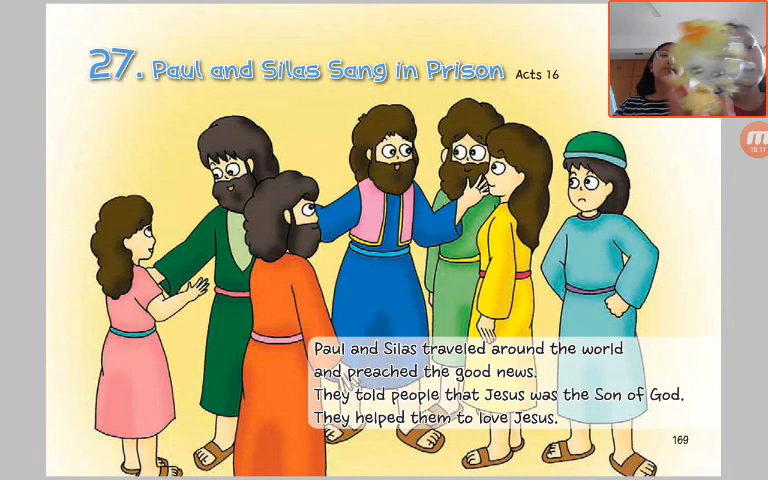 27. Paul and Silas Sang in Prison Acts 16
Paul and Silas traveled around the world
and preached the good news.
They told people that Jesus was the Son of God.
They helped them to love Jesus.
169
16:11